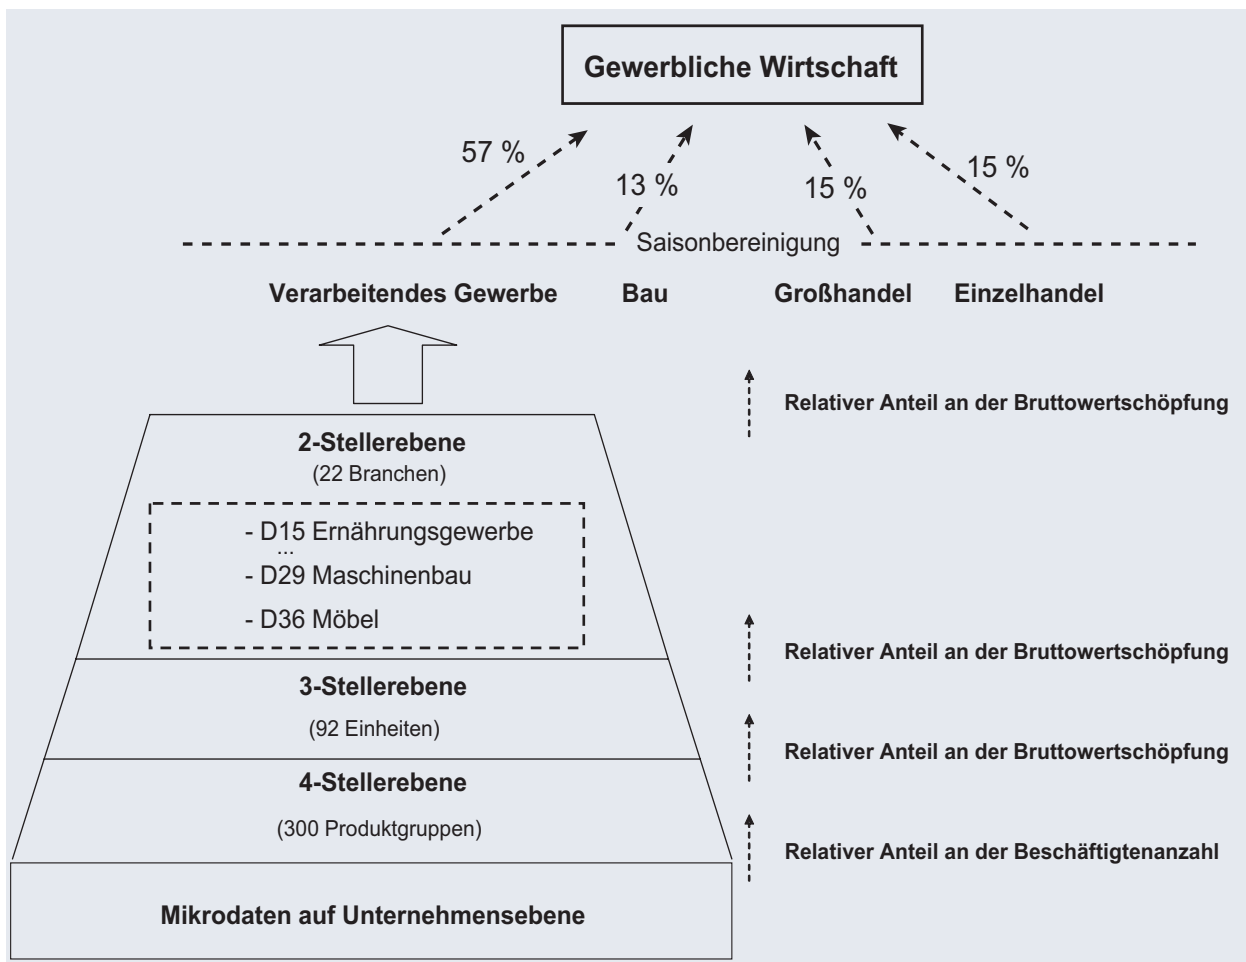 Gewerbliche Wirtschaft
57 %
13 %
15 %
15 %
Saisonbereinigung
Verarbeitendes Gewerbe
Bau
Großhandel
Einzelhandel
Relativer Anteil an der Bruttowertschöpfung
2-Stellerebene
(22 Branchen)
- D15 Ernährungsgewerbe
...
- D29 Maschinenbau
- D36 Möbel
Relativer Anteil an der Bruttowertschöpfung
3-Stellerebene
(92 Einheiten)
Relativer Anteil an der Bruttowertschöpfung
4-Stellerebene
(300 Produktgruppen)
Relativer Anteil an der Beschäftigtenanzahl
Mikrodaten auf Unternehmensebene